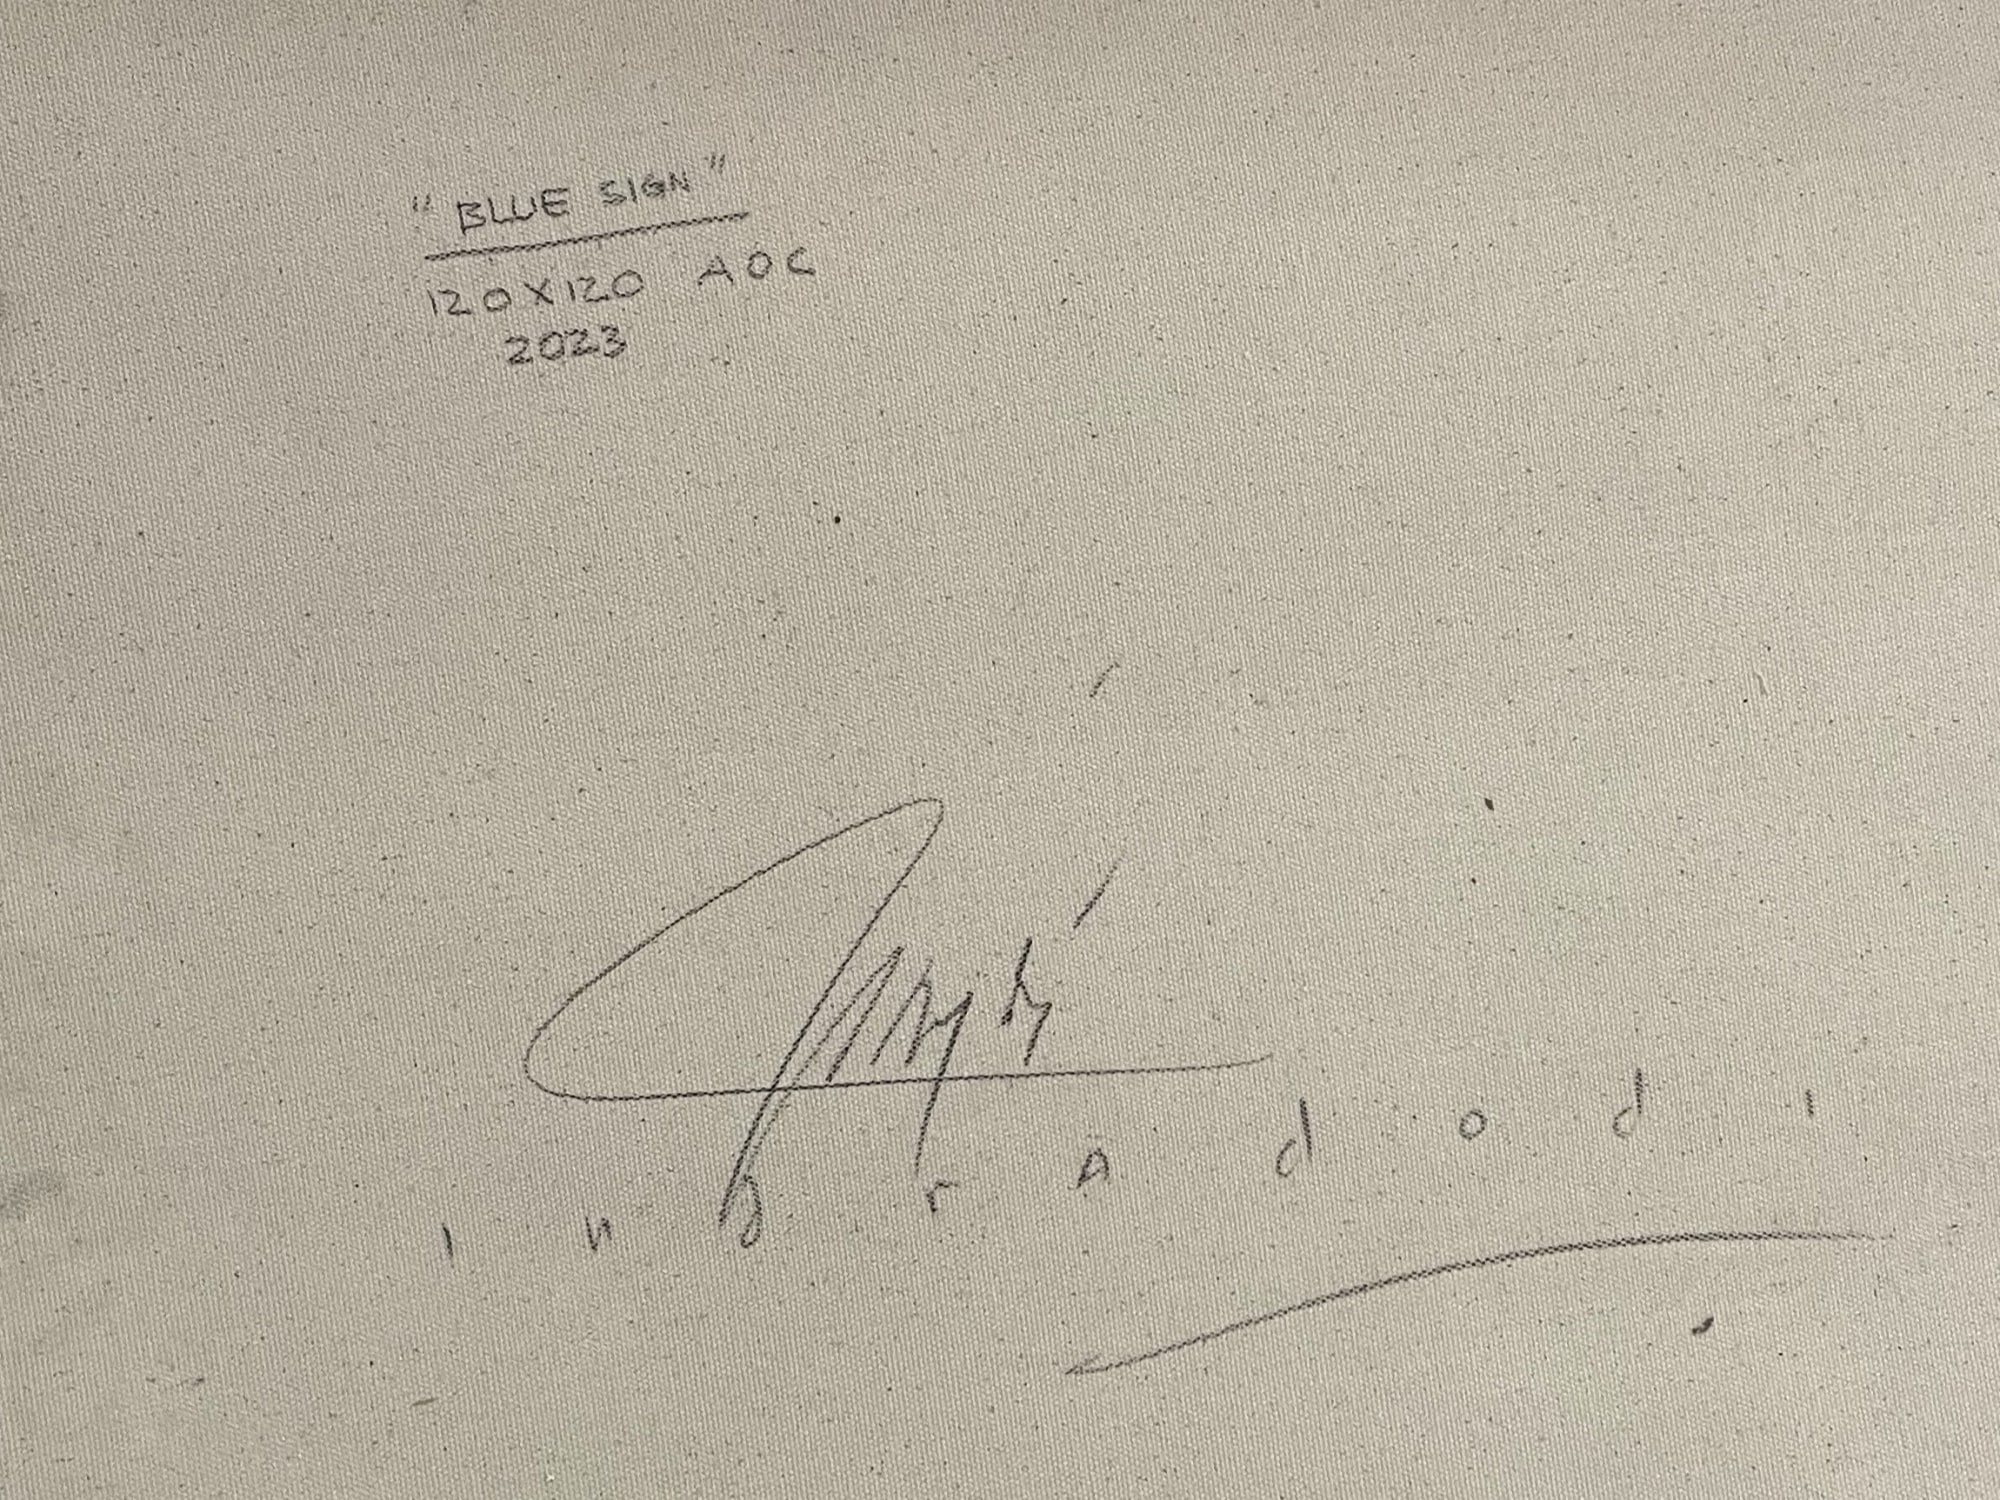 "BLUE SIGN"
120X120 AOC
2023
i n g r A d o d i